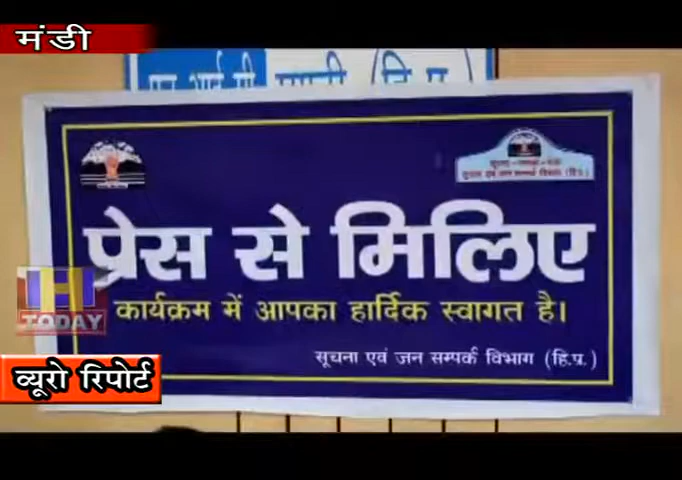 मंडी
प्रेस से मिलिए
कार्यक्रम में आपका हार्दिक स्वागत है।
सूचना एवं जन सम्पर्क विभाग (हि.प्र.)
H
TODAY
ब्यूरो रिपोर्ट